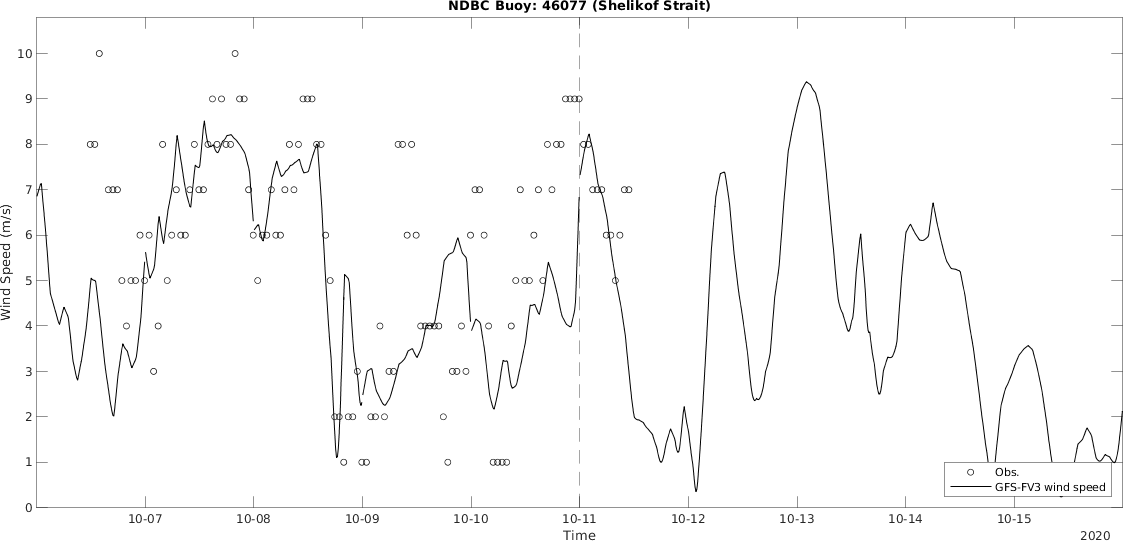 NDBC Buoy: 46077 (Shelikof Strait)
10
9
8
7
6
5
4
3
2
1
0
Wind Speed (m/s)
10-07 10-08 10-09 10-10 10-11 10-12 10-13 10-14 10-15
Time
2020
Obs.
GFS-FV3 wind speed